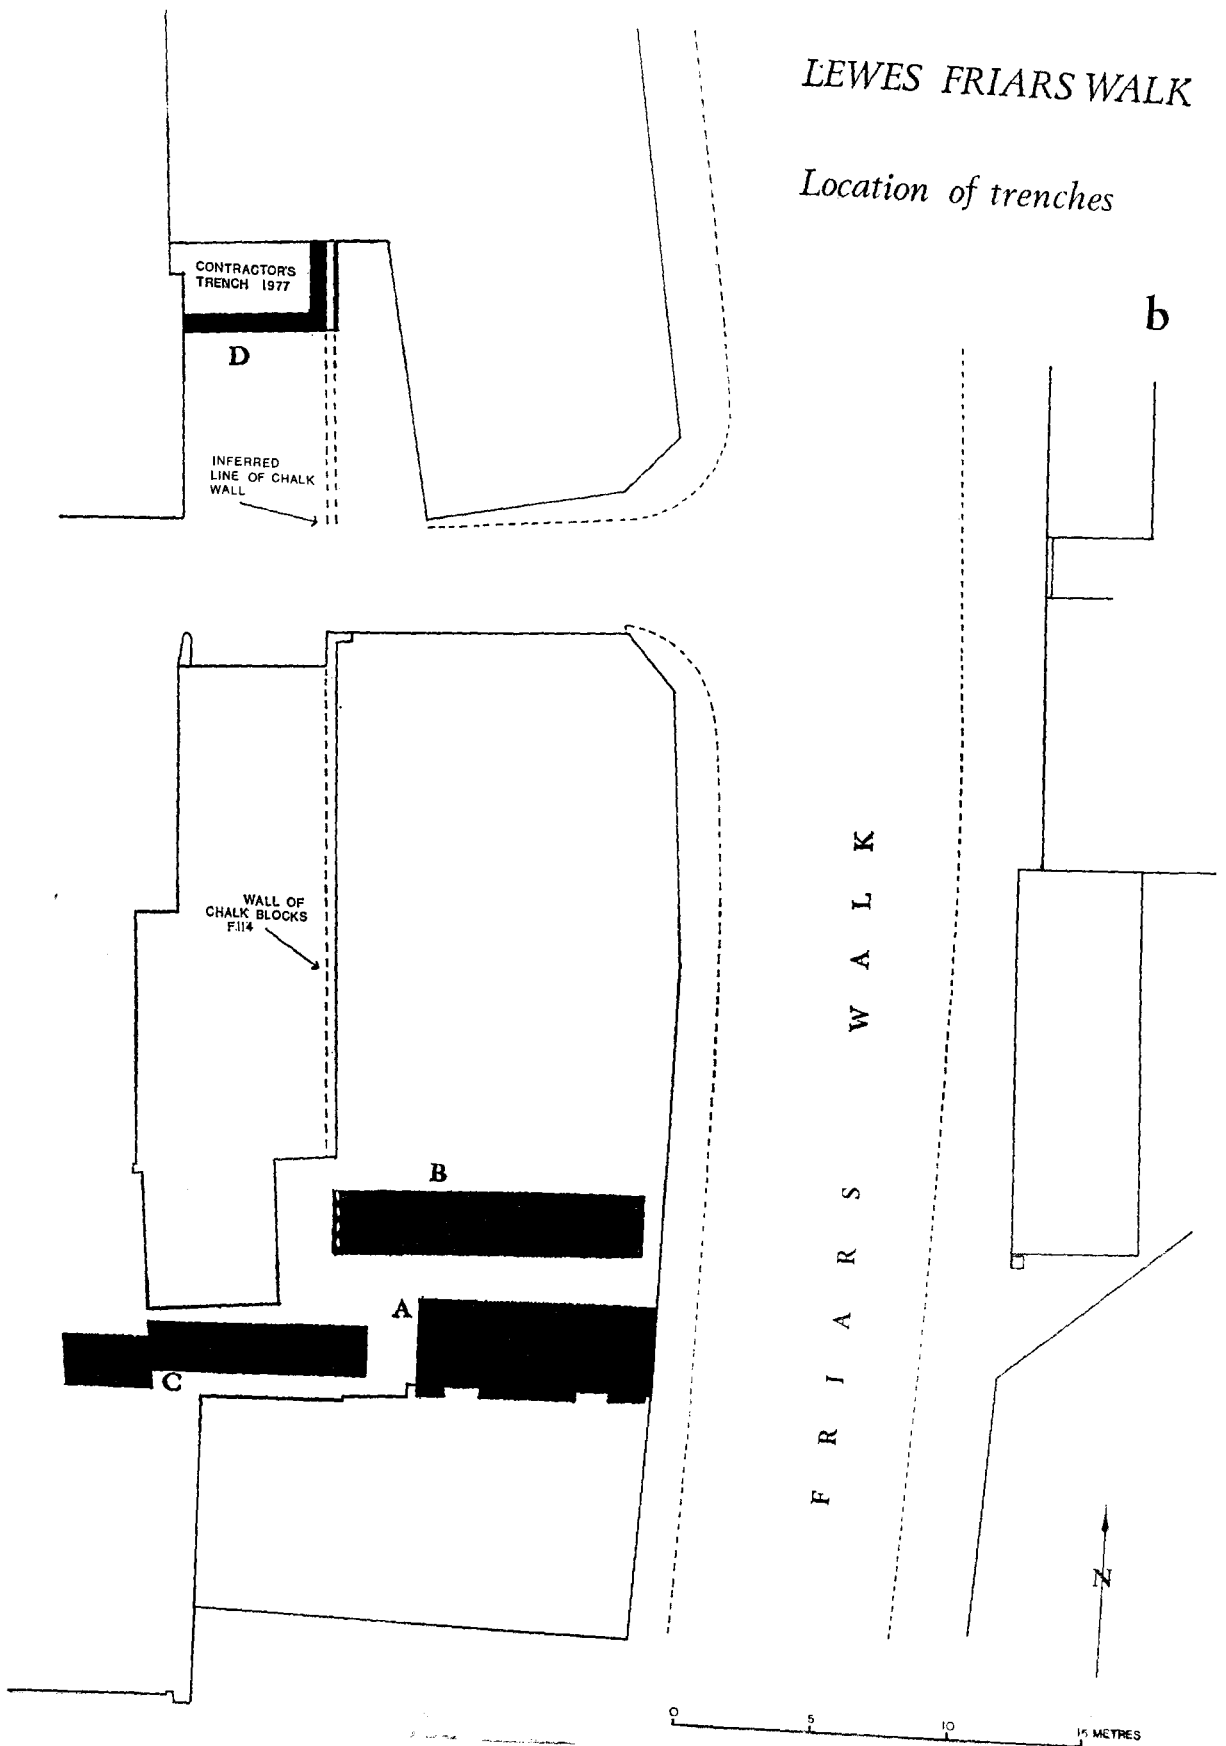 LEWES FRIARS WALK
Location of trenches
b
CONTRACTOR'S
TRENCH 1977
D
INFERRED
LINE OF CHALK
WALL
WALL OF
CHALK BLOCKS
F.114
B
A
C
FRIARS WALK
N
0 5 10 15 METRES